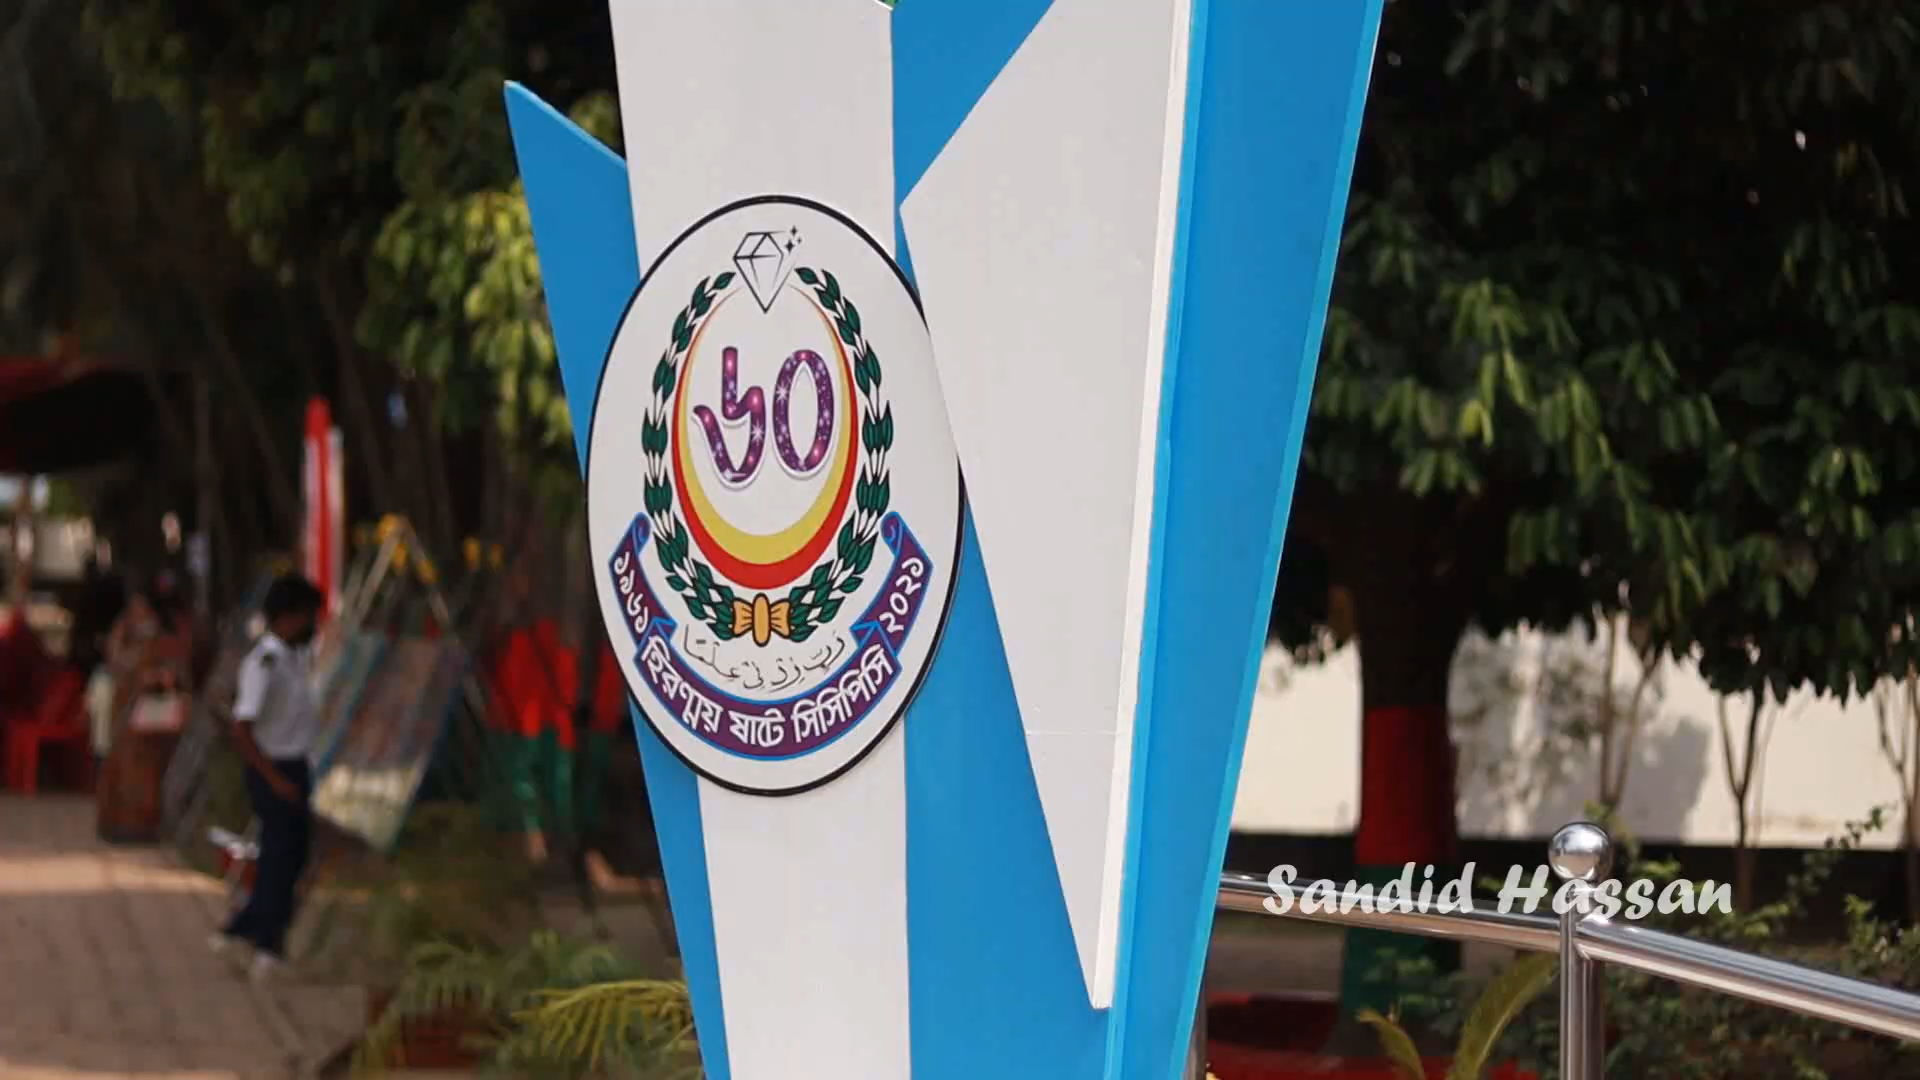 ৬০
১৯৬১
২০২১
رَبِّ زِدْنِي عِلْمًا
হিরণ্ময় ষাটে সিসিপিসি
Sandid Hassan